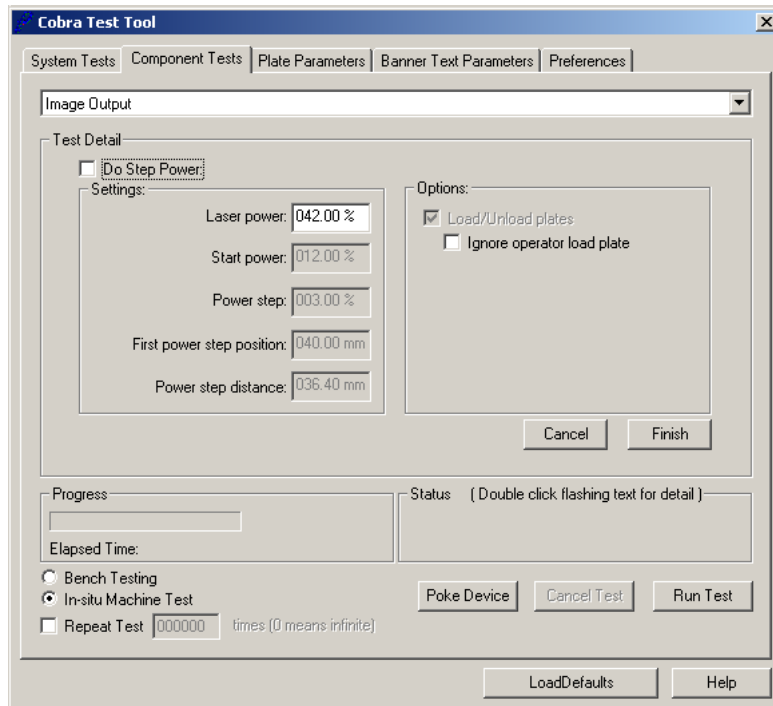 Cobra Test Tool
System Tests
Component Tests
Plate Parameters
Banner Text Parameters
Preferences
Image Output
Test Detail
Do Step Power:
Settings:
Laser power: 042.00 %
Start power: 012.00 %
Power step: 003.00 %
First power step position: 040.00 mm
Power step distance: 036.40 mm
Options:
Load/Unload plates
Ignore operator load plate
Cancel
Finish
Progress
Elapsed Time:
Status ( Double click flashing text for detail )
Bench Testing
In-situ Machine Test
Repeat Test 000000 times (0 means infinite)
Poke Device
Cancel Test
Run Test
LoadDefaults
Help